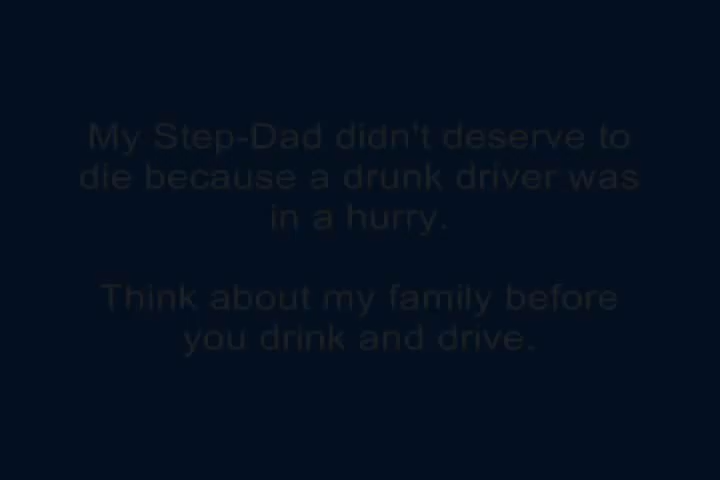 My Step-Dad didn't deserve to
die because a drunk driver was
in a hurry.
Think about my family before
you drink and drive.